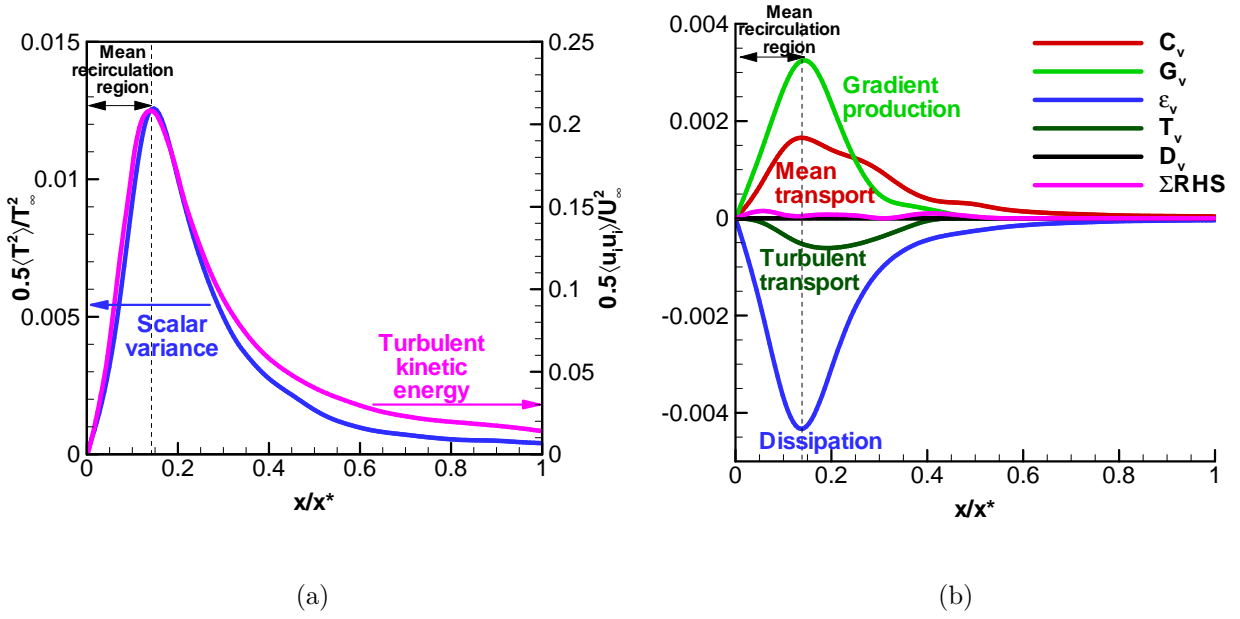 Mean
recirculation
region
0.5⟨T²⟩/T²∞
0.015
0.01
0.005
0
0.25
0.2
0.15
0.1
0.05
0
0.5⟨uᵢuᵢ⟩/U²∞
Scalar
variance
Turbulent
kinetic
energy
0 0.2 0.4 0.6 0.8 1
x/x*
(a)
Mean
recirculation
region
0.004
0.002
0
-0.002
-0.004
Gradient
production
Mean
transport
Turbulent
transport
Dissipation
Cᵥ
Gᵥ
εᵥ
Tᵥ
Dᵥ
ΣRHS
0 0.2 0.4 0.6 0.8 1
x/x*
(b)